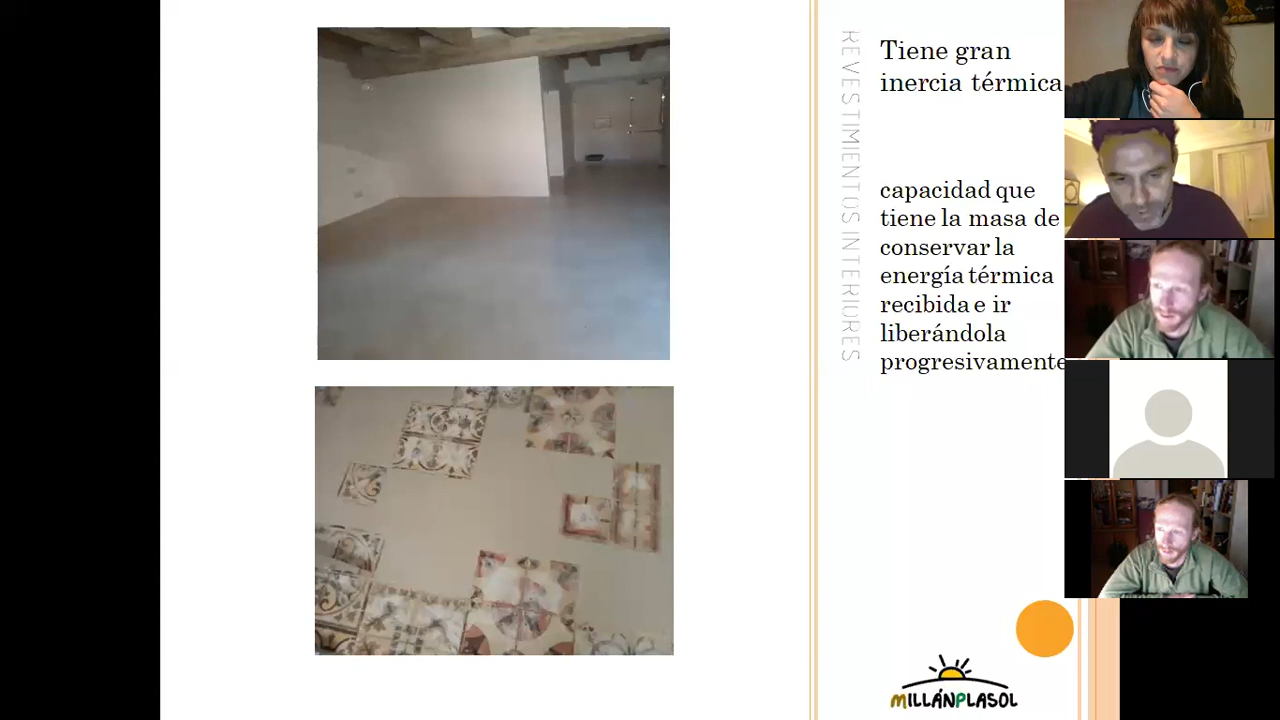 REVESTIMIENTOS INTERIORES
Tiene gran
inercia térmica
capacidad que
tiene la masa de
conservar la
energía térmica
recibida e ir
liberándola
progresivamente
MILLÁNPLASOL